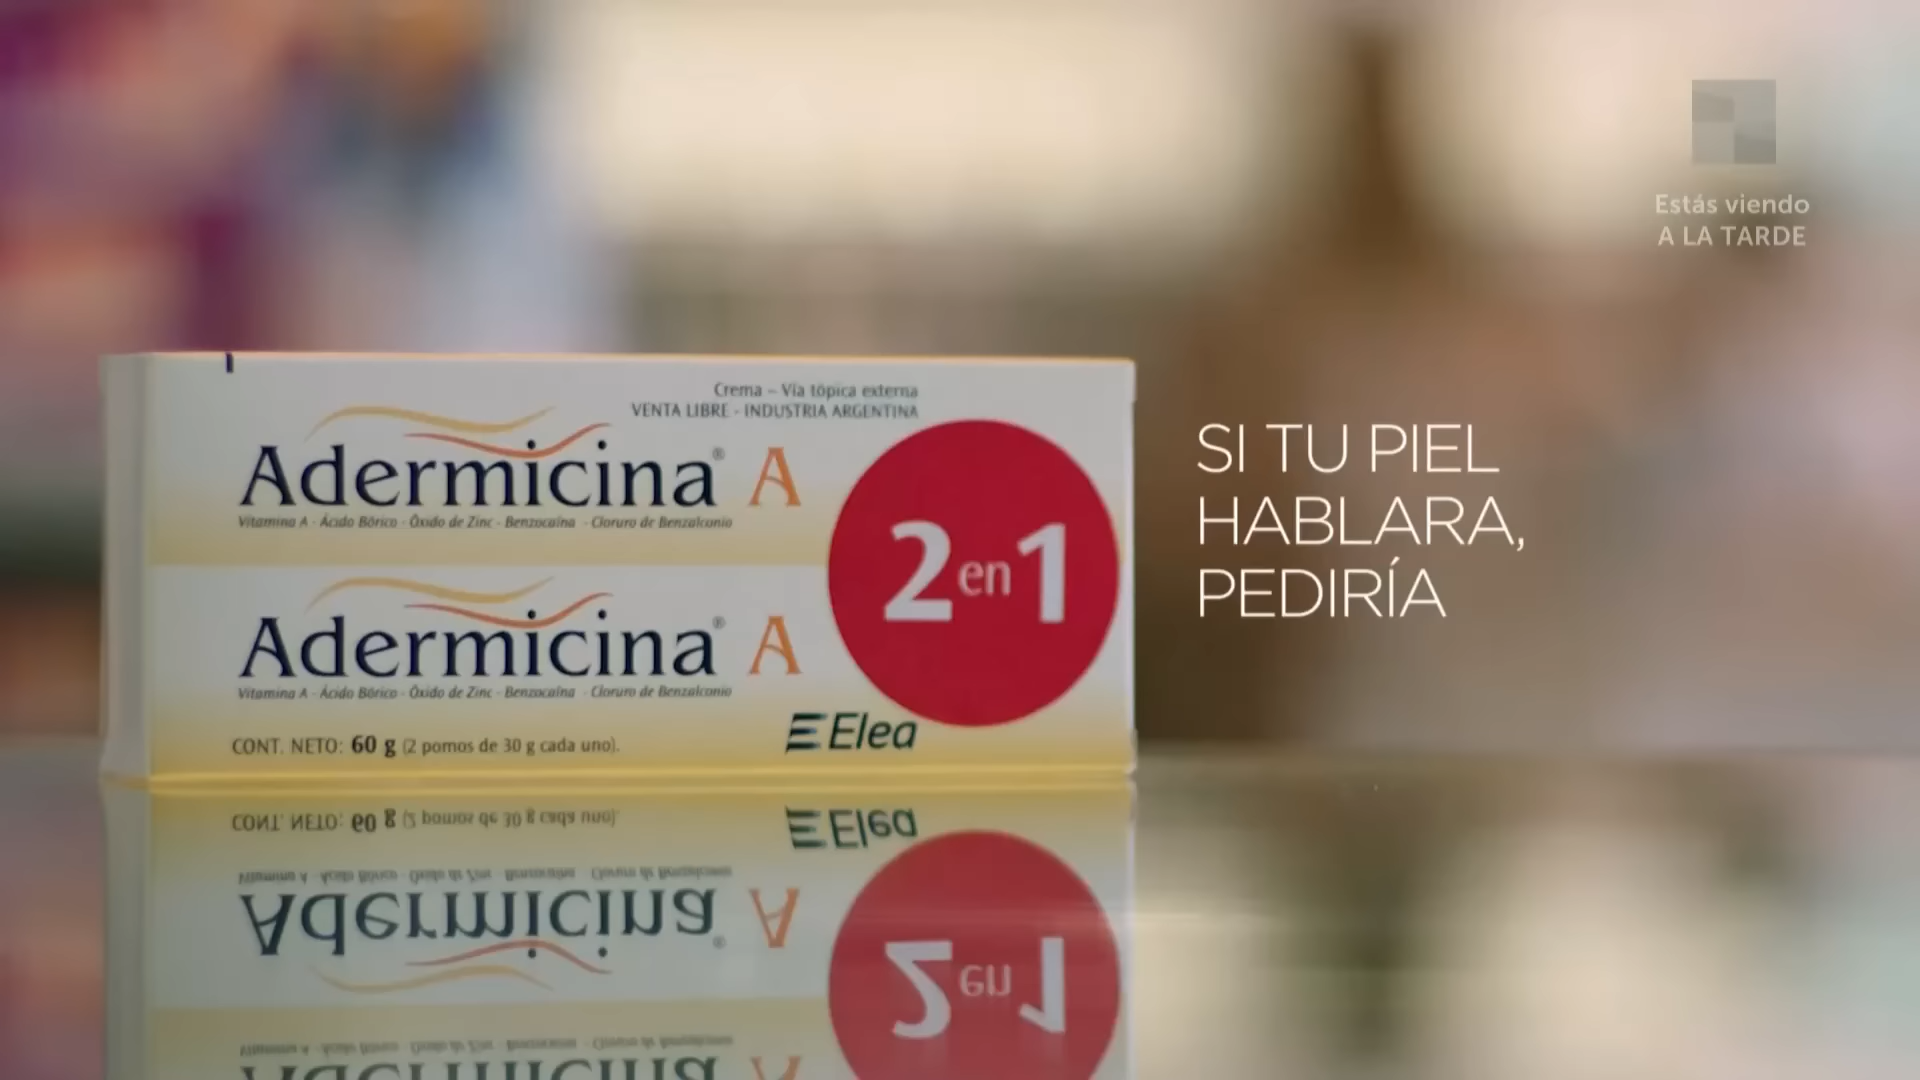 Estás viendo
A LA TARDE
Crema – Vía tópica externa
VENTA LIBRE - INDUSTRIA ARGENTINA
Adermicina® A
Vitamina A - Ácido Bórico - Óxido de Zinc - Benzocaína - Cloruro de Benzalconio
2 en 1
Adermicina® A
Vitamina A - Ácido Bórico - Óxido de Zinc - Benzocaína - Cloruro de Benzalconio
CONT. NETO: 60 g (2 pomos de 30 g cada uno).
Elea
SI TU PIEL
HABLARA,
PEDIRÍA